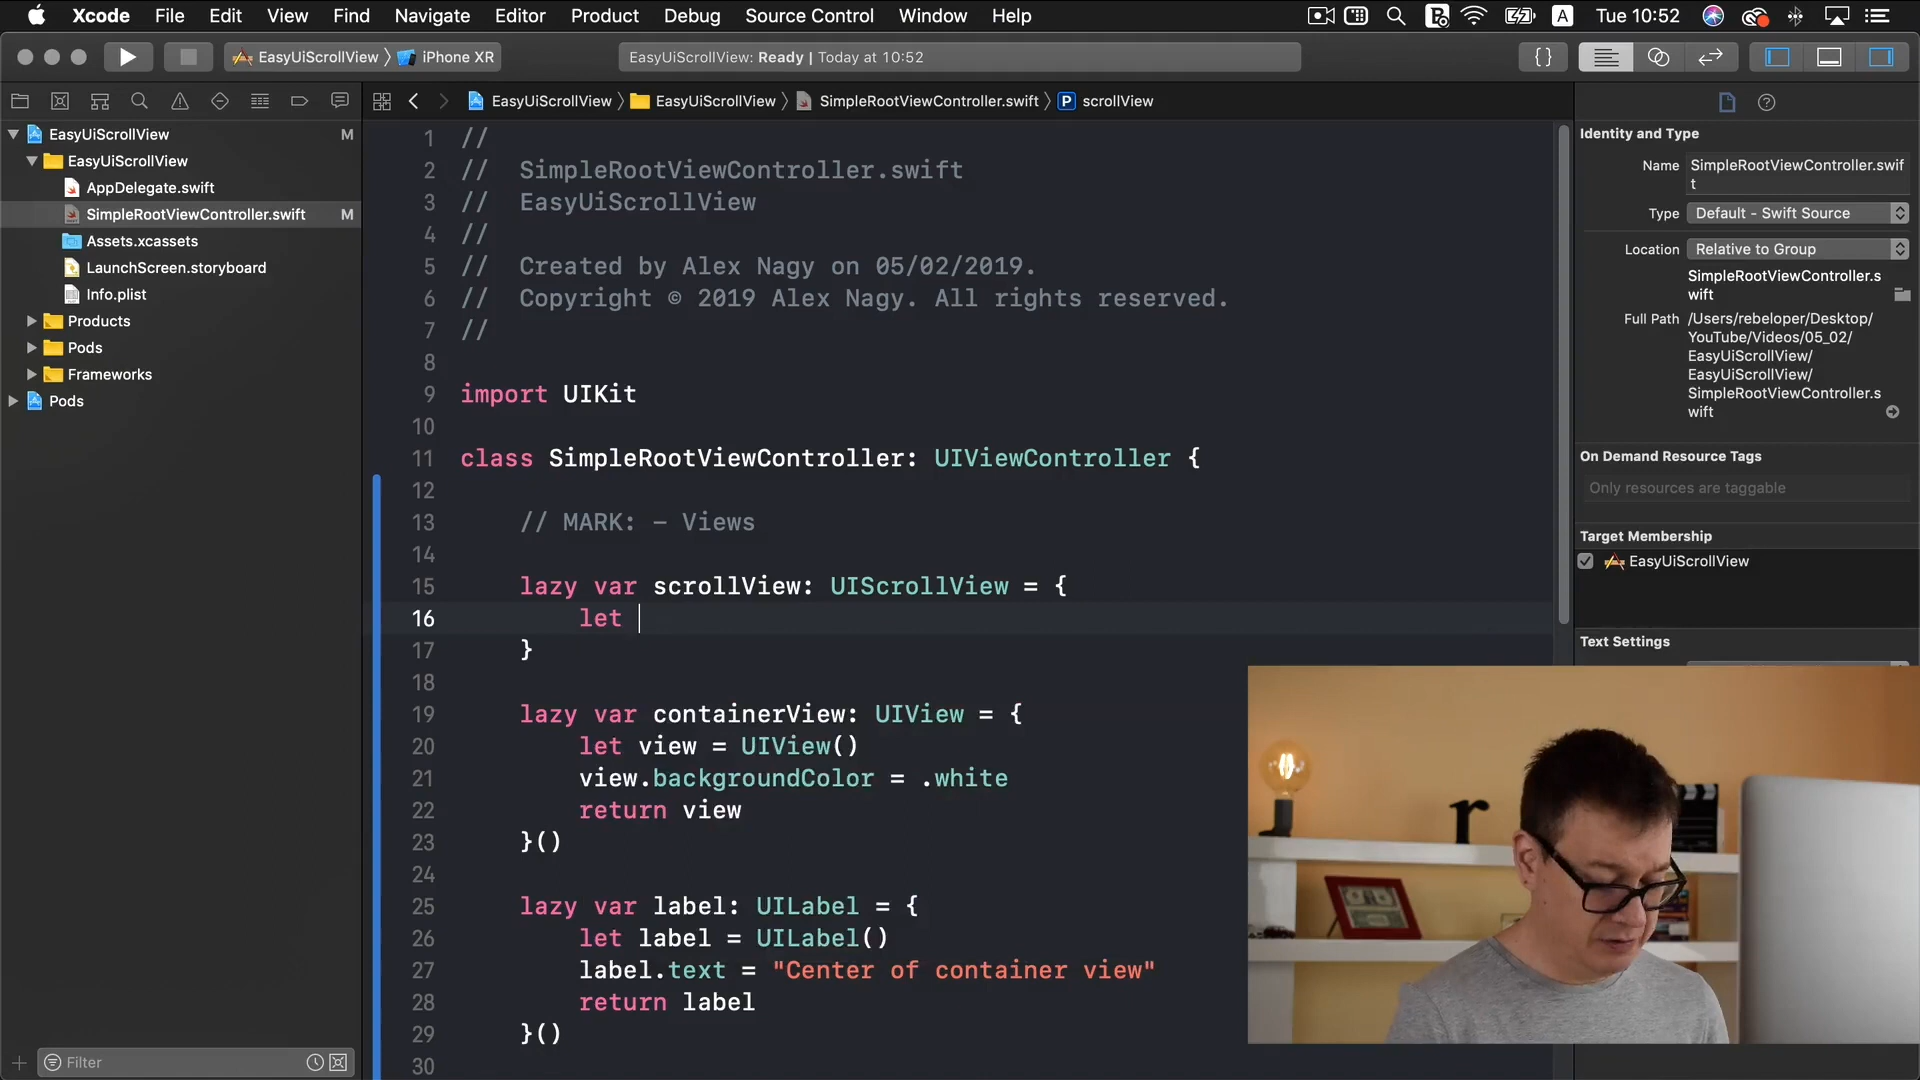 Xcode File Edit View Find Navigate Editor Product Debug Source Control Window Help A Tue 10:52
EasyUiScrollView iPhone XR EasyUiScrollView: Ready | Today at 10:52 {}
EasyUiScrollView EasyUiScrollView SimpleRootViewController.swift P scrollView
EasyUiScrollView M
EasyUiScrollView
AppDelegate.swift
SimpleRootViewController.swift M
Assets.xcassets
LaunchScreen.storyboard
Info.plist
Products
Pods
Frameworks
Pods
Filter
1 //
2 // SimpleRootViewController.swift
3 // EasyUiScrollView
4 //
5 // Created by Alex Nagy on 05/02/2019.
6 // Copyright © 2019 Alex Nagy. All rights reserved.
7 //
8
9 import UIKit
10
11 class SimpleRootViewController: UIViewController {
12
13 // MARK: - Views
14
15 lazy var scrollView: UIScrollView = {
16 let
17 }
18
19 lazy var containerView: UIView = {
20 let view = UIView()
21 view.backgroundColor = .white
22 return view
23 }()
24
25 lazy var label: UILabel = {
26 let label = UILabel()
27 label.text = "Center of container view"
28 return label
29 }()
30
Identity and Type
Name SimpleRootViewController.swif
t
Type Default - Swift Source
Location Relative to Group
SimpleRootViewController.s
wift
Full Path /Users/rebeloper/Desktop/
YouTube/Videos/05_02/
EasyUiScrollView/
EasyUiScrollView/
SimpleRootViewController.s
wift
On Demand Resource Tags
Only resources are taggable
Target Membership
EasyUiScrollView
Text Settings
r